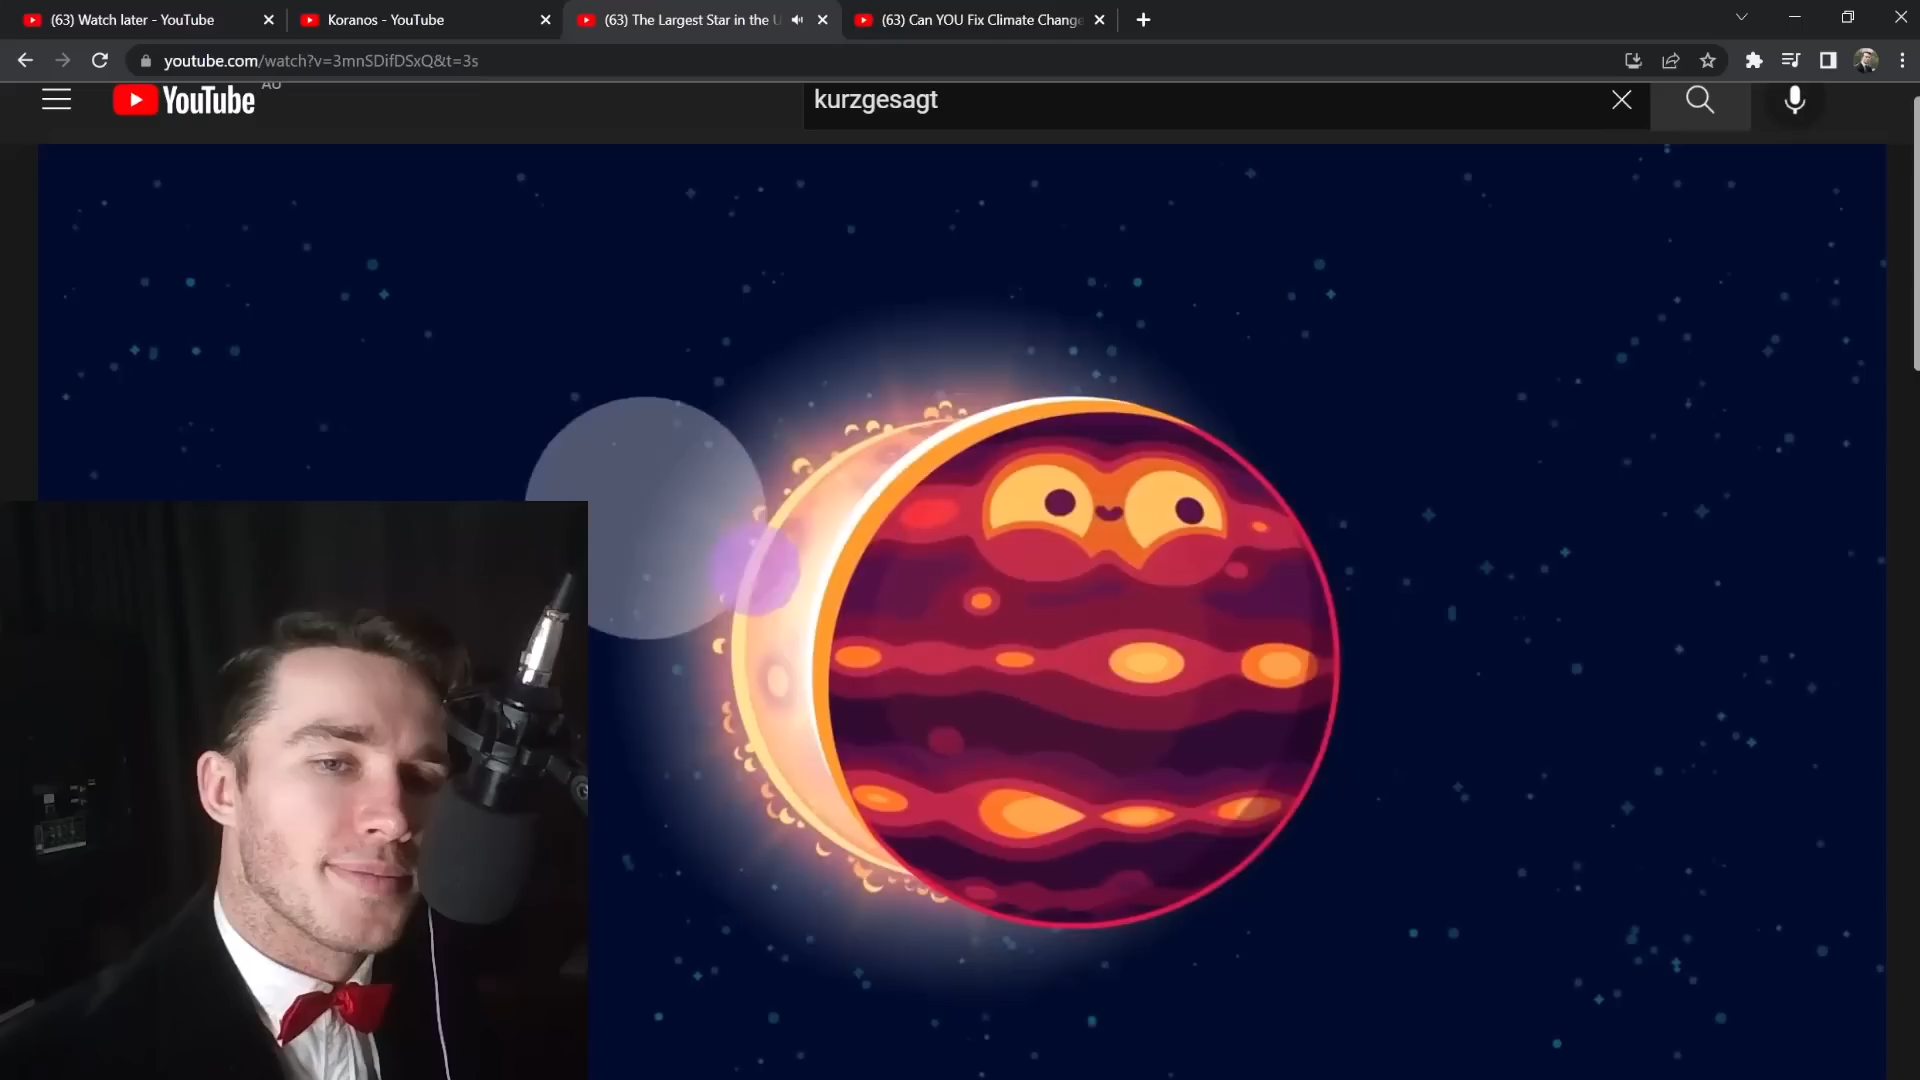 (63) Watch later - YouTube
Koranos - YouTube
(63) The Largest Star in the U
(63) Can YOU Fix Climate Change
youtube.com/watch?v=3mnSDifDSxQ&t=3s
YouTube
AU
kurzgesagt